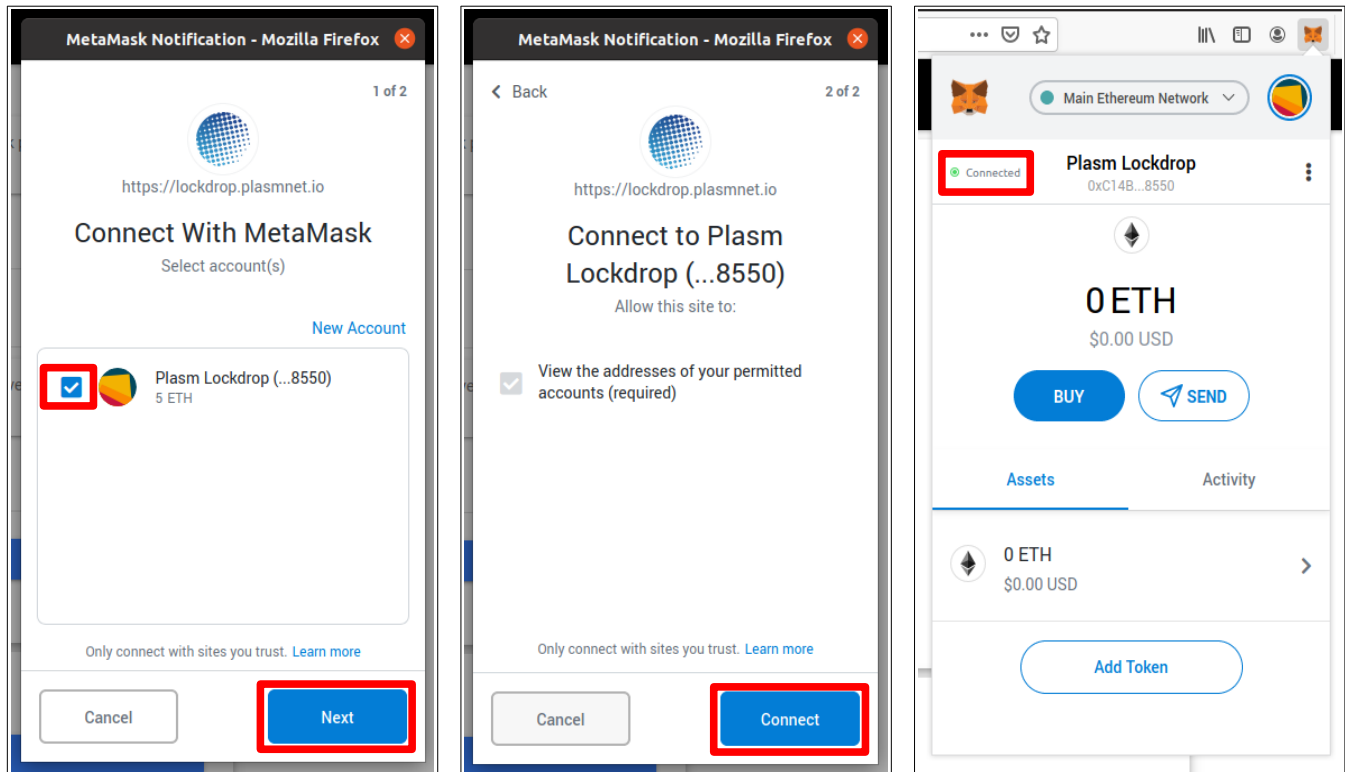 MetaMask Notification - Mozilla Firefox
1 of 2
https://lockdrop.plasmnet.io
Connect With MetaMask
Select account(s)
New Account
Plasm Lockdrop (...8550)
5 ETH
Only connect with sites you trust. Learn more
Cancel
Next
MetaMask Notification - Mozilla Firefox
Back
2 of 2
https://lockdrop.plasmnet.io
Connect to Plasm
Lockdrop (...8550)
Allow this site to:
View the addresses of your permitted
accounts (required)
Only connect with sites you trust. Learn more
Cancel
Connect
Main Ethereum Network
Connected
Plasm Lockdrop
0xC14B...8550
0 ETH
$0.00 USD
BUY
SEND
Assets
Activity
0 ETH
$0.00 USD
Add Token